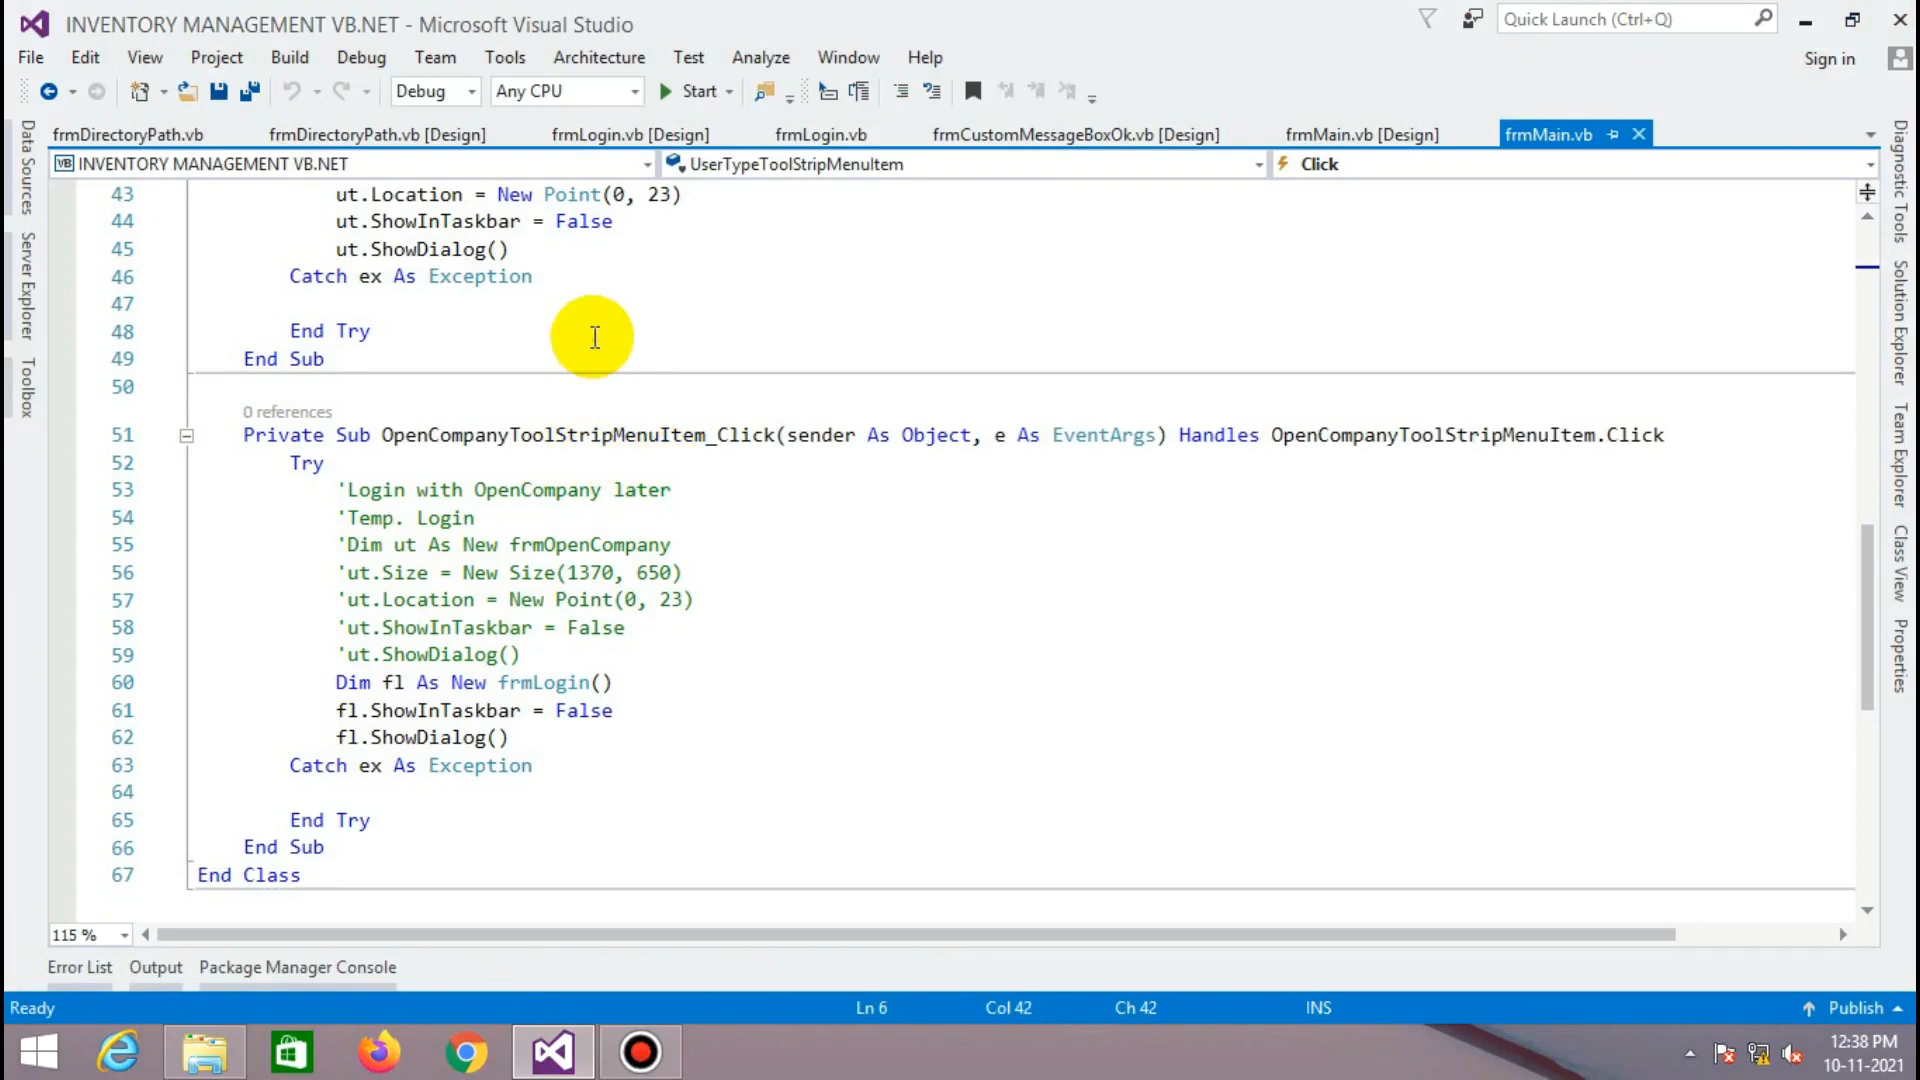 INVENTORY MANAGEMENT VB.NET - Microsoft Visual Studio
Quick Launch (Ctrl+Q)
File Edit View Project Build Debug Team Tools Architecture Test Analyze Window Help
Sign in
Debug Any CPU Start
frmDirectoryPath.vb frmDirectoryPath.vb [Design] frmLogin.vb [Design] frmLogin.vb frmCustomMessageBoxOk.vb [Design] frmMain.vb [Design] frmMain.vb
VB INVENTORY MANAGEMENT VB.NET UserTypeToolStripMenuItem Click
Data Sources
Server Explorer
Toolbox
43 ut.Location = New Point(0, 23)
44 ut.ShowInTaskbar = False
45 ut.ShowDialog()
46 Catch ex As Exception
47
48 End Try
49 End Sub
50
0 references
51 Private Sub OpenCompanyToolStripMenuItem_Click(sender As Object, e As EventArgs) Handles OpenCompanyToolStripMenuItem.Click
52 Try
53 'Login with OpenCompany later
54 'Temp. Login
55 'Dim ut As New frmOpenCompany
56 'ut.Size = New Size(1370, 650)
57 'ut.Location = New Point(0, 23)
58 'ut.ShowInTaskbar = False
59 'ut.ShowDialog()
60 Dim fl As New frmLogin()
61 fl.ShowInTaskbar = False
62 fl.ShowDialog()
63 Catch ex As Exception
64
65 End Try
66 End Sub
67 End Class
Diagnostic Tools
Solution Explorer
Team Explorer
Class View
Properties
115 %
Error List Output Package Manager Console
Ready Ln 6 Col 42 Ch 42 INS Publish
12:38 PM
10-11-2021